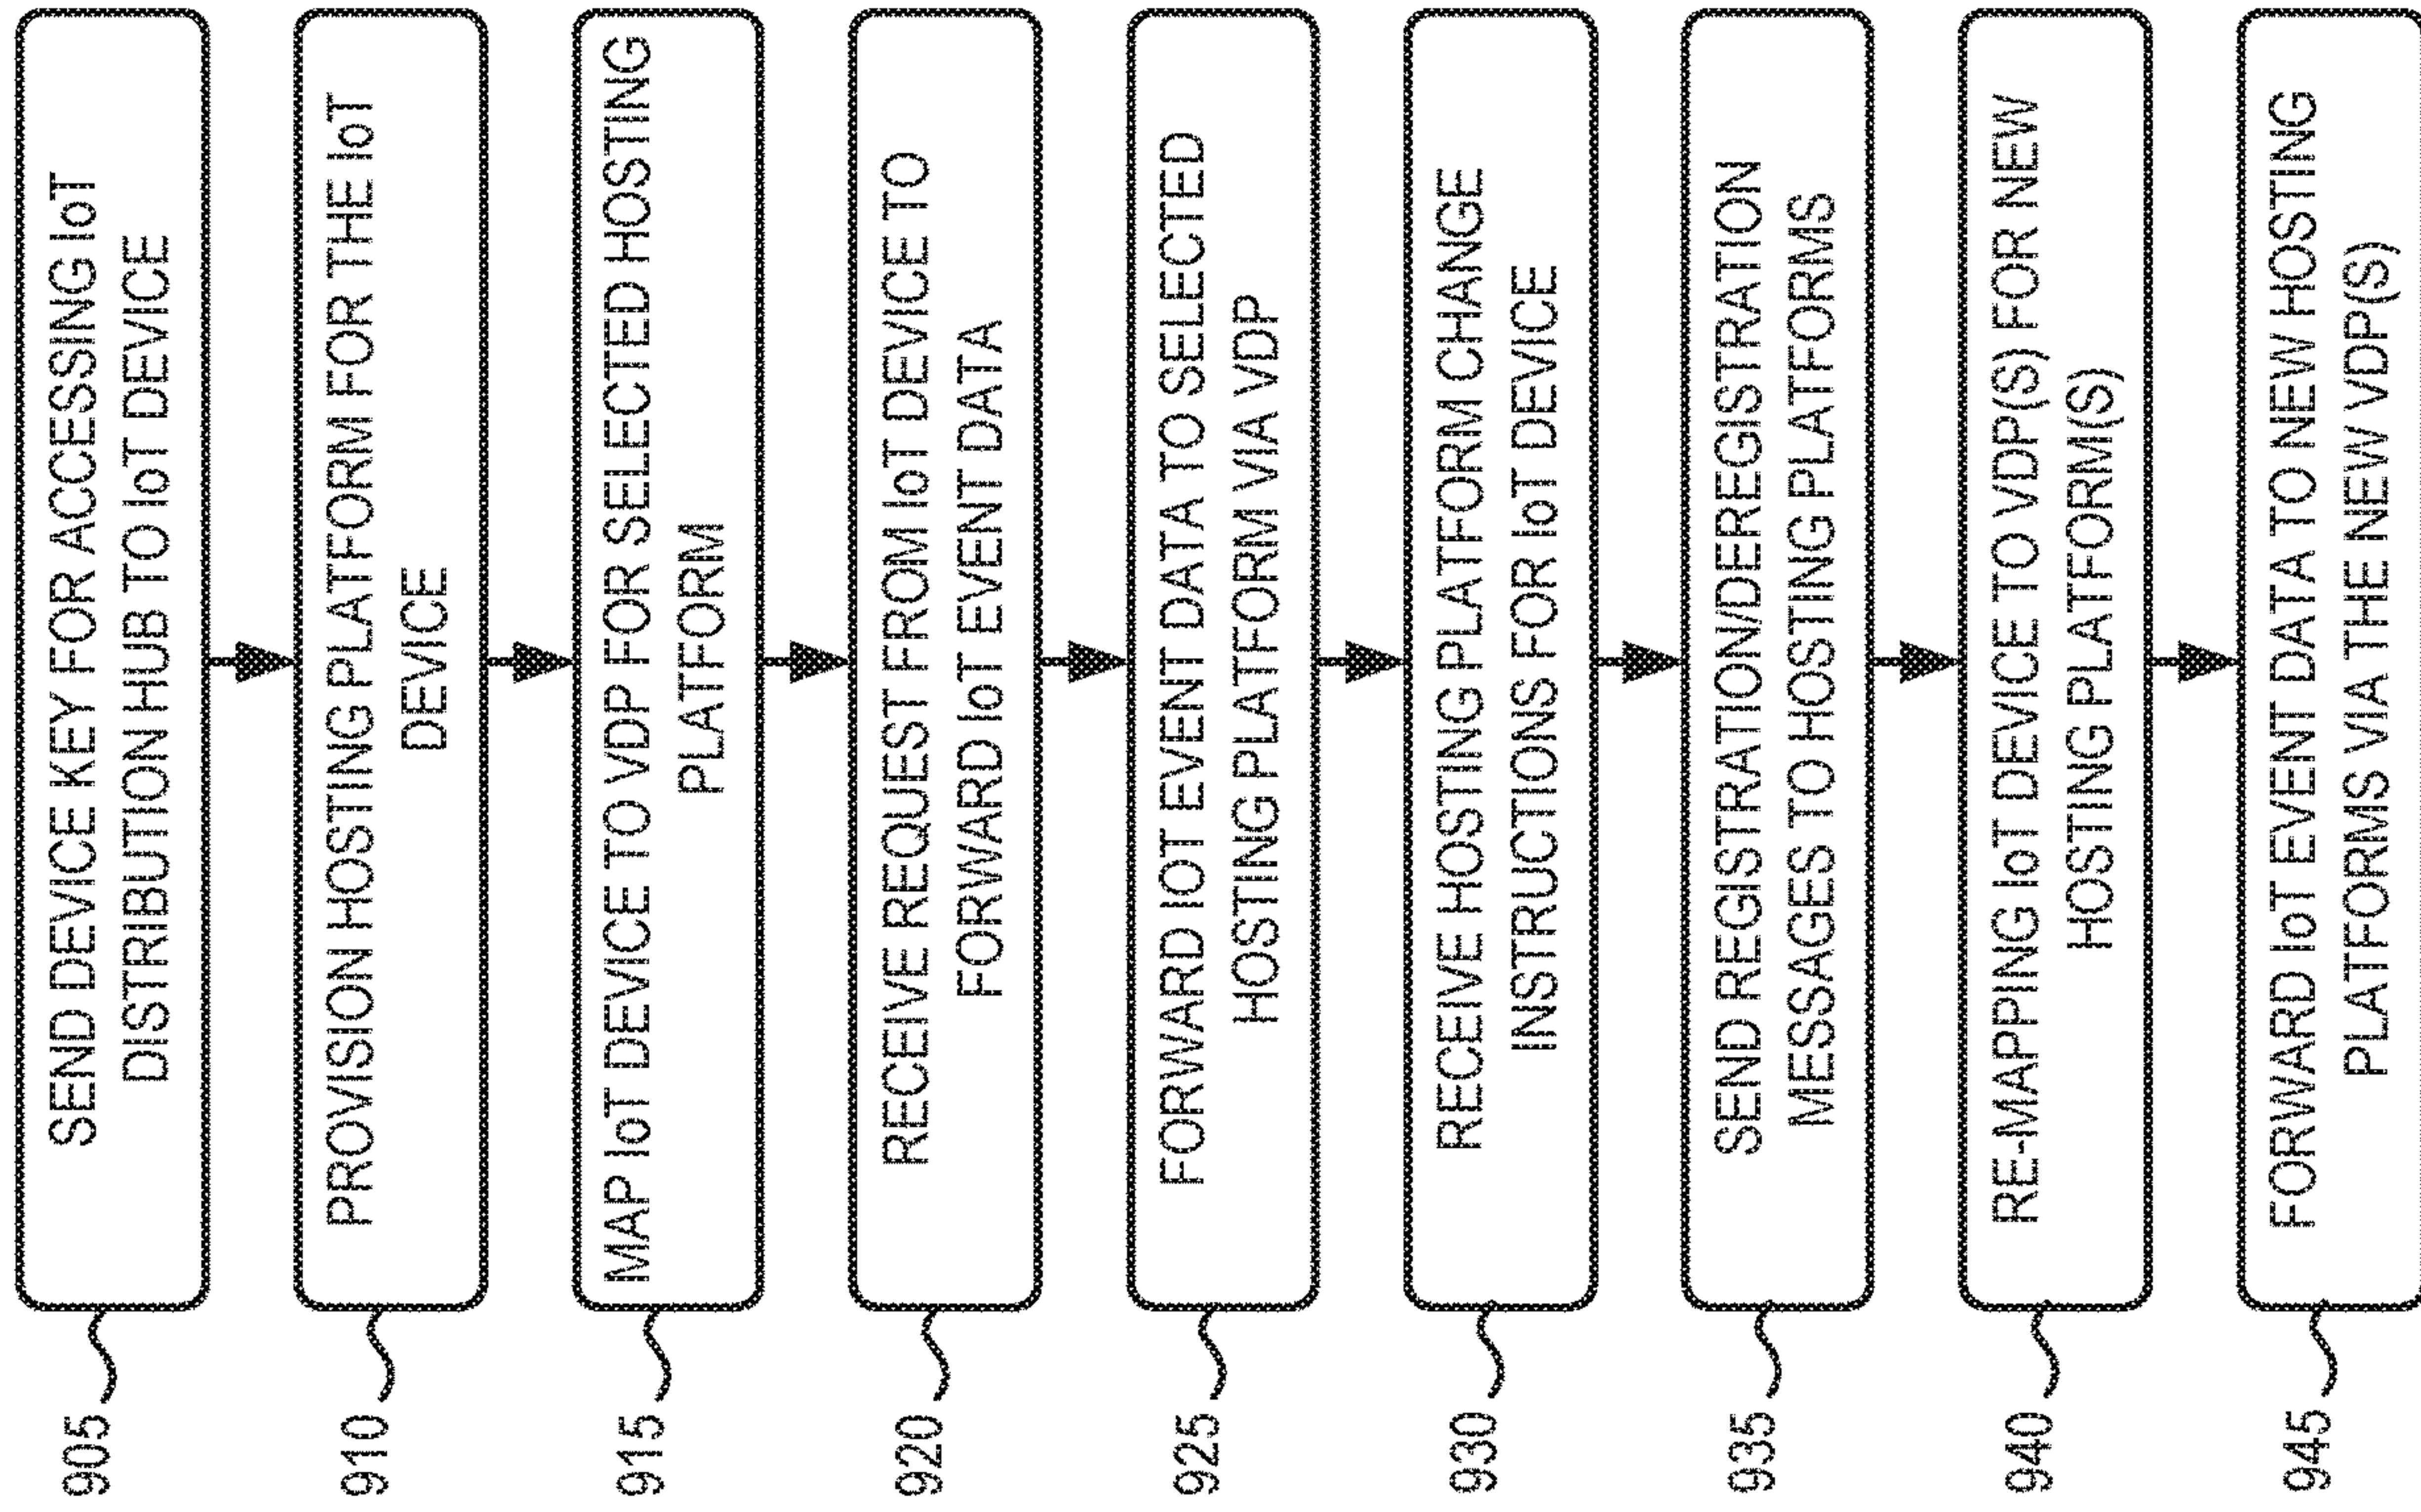 905
SEND DEVICE KEY FOR ACCESSING IoT
DISTRIBUTION HUB TO IoT DEVICE
910
PROVISION HOSTING PLATFORM FOR THE IoT
DEVICE
915
MAP IoT DEVICE TO VDP FOR SELECTED HOSTING
PLATFORM
920
RECEIVE REQUEST FROM IoT DEVICE TO
FORWARD IoT EVENT DATA
925
FORWARD IOT EVENT DATA TO SELECTED
HOSTING PLATFORM VIA VDP
930
RECEIVE HOSTING PLATFORM CHANGE
INSTRUCTIONS FOR IoT DEVICE
935
SEND REGISTRATION/DEREGISTRATION
MESSAGES TO HOSTING PLATFORMS
940
RE-MAPPING IoT DEVICE TO VDP(S) FOR NEW
HOSTING PLATFORM(S)
945
FORWARD IoT EVENT DATA TO NEW HOSTING
PLATFORMS VIA THE NEW VDP(S)